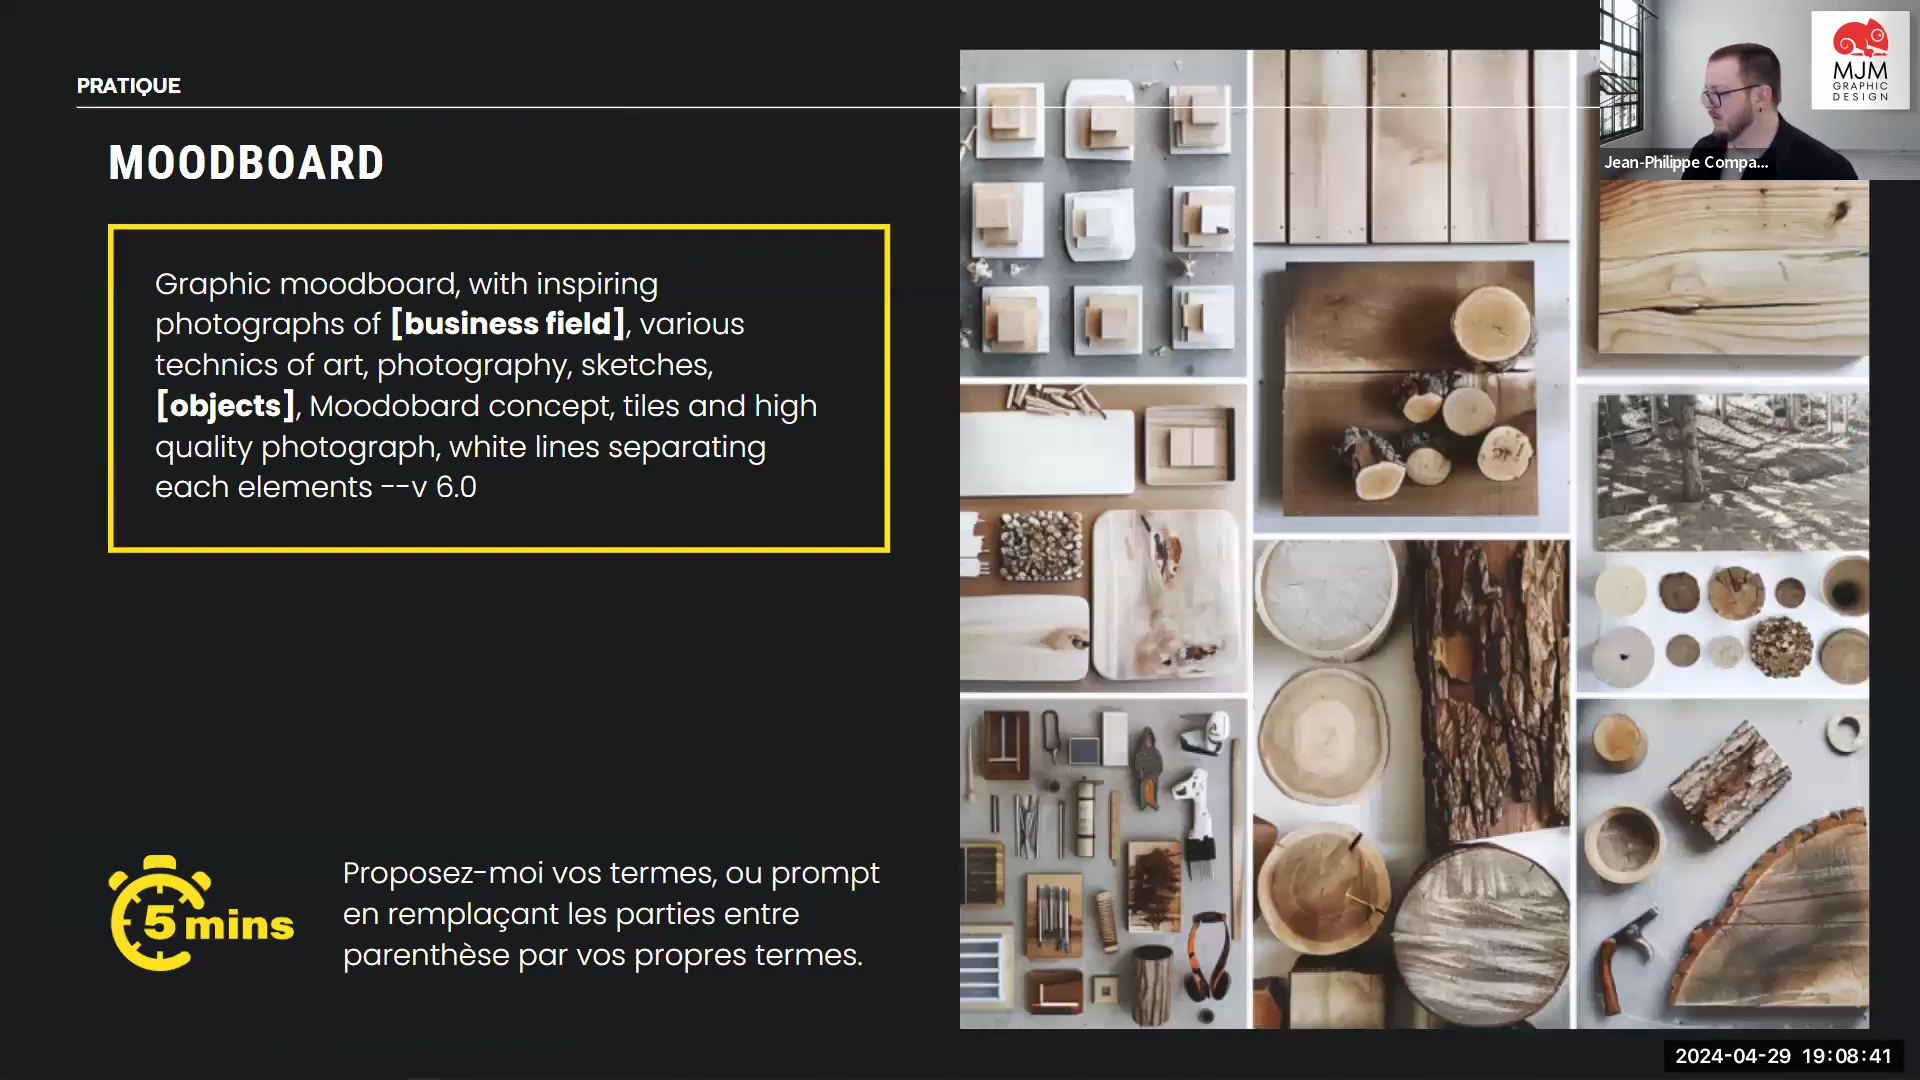 PRATIQUE
MOODBOARD
Graphic moodboard, with inspiring
photographs of [business field], various
technics of art, photography, sketches,
[objects], Moodobard concept, tiles and high
quality photograph, white lines separating
each elements --v 6.0
5 mins
Proposez-moi vos termes, ou prompt
en remplaçant les parties entre
parenthèse par vos propres termes.
MJM
GRAPHIC
DESIGN
Jean-Philippe Compa...
2024-04-29 19:08:41